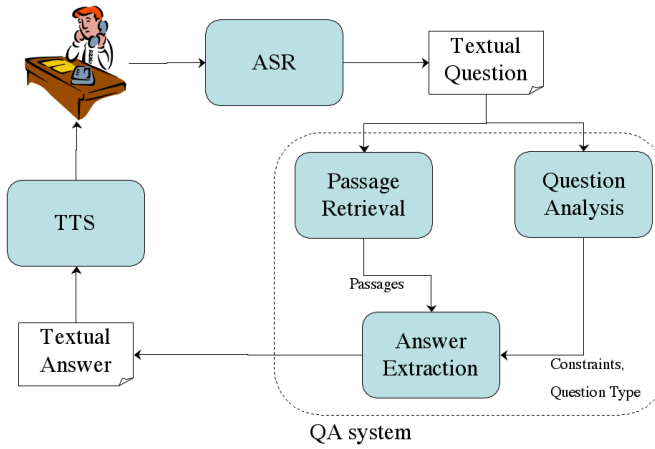 ASR
Textual
Question
Passage
Retrieval
Question
Analysis
TTS
Passages
Textual
Answer
Answer
Extraction
Constraints,
Question Type
QA system